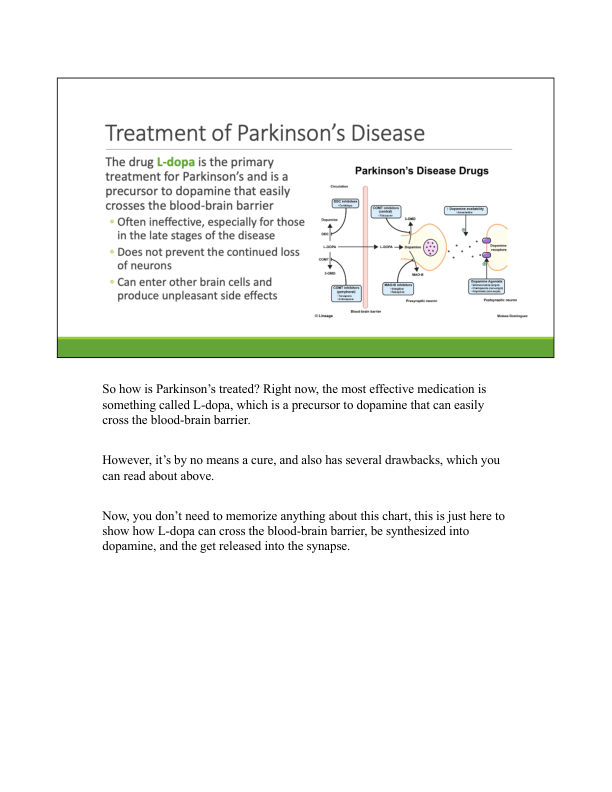 Treatment of Parkinson's Disease
The drug L-dopa is the primary
treatment for Parkinson's and is a
precursor to dopamine that easily
crosses the blood-brain barrier
• Often ineffective, especially for those
in the late stages of the disease
• Does not prevent the continued loss
of neurons
• Can enter other brain cells and
produce unpleasant side effects
Parkinson's Disease Drugs
Circulation
DDC inhibitors
Dopamine
DDC
L-DOPA
COMT
3-OMD
COMT inhibitors
(peripheral)
Blood brain barrier
COMT inhibitors
(central)
3-OMD
L-DOPA
Dopamine
MAO-B
MAO-B inhibitors
Presynaptic neuron
Dopamine availability
Dopamine
receptors
Dopamine Agonists
Postsynaptic neuron
© Lineage
Moises Dominguez
So how is Parkinson's treated? Right now, the most effective medication is
something called L-dopa, which is a precursor to dopamine that can easily
cross the blood-brain barrier.
However, it's by no means a cure, and also has several drawbacks, which you
can read about above.
Now, you don't need to memorize anything about this chart, this is just here to
show how L-dopa can cross the blood-brain barrier, be synthesized into
dopamine, and the get released into the synapse.